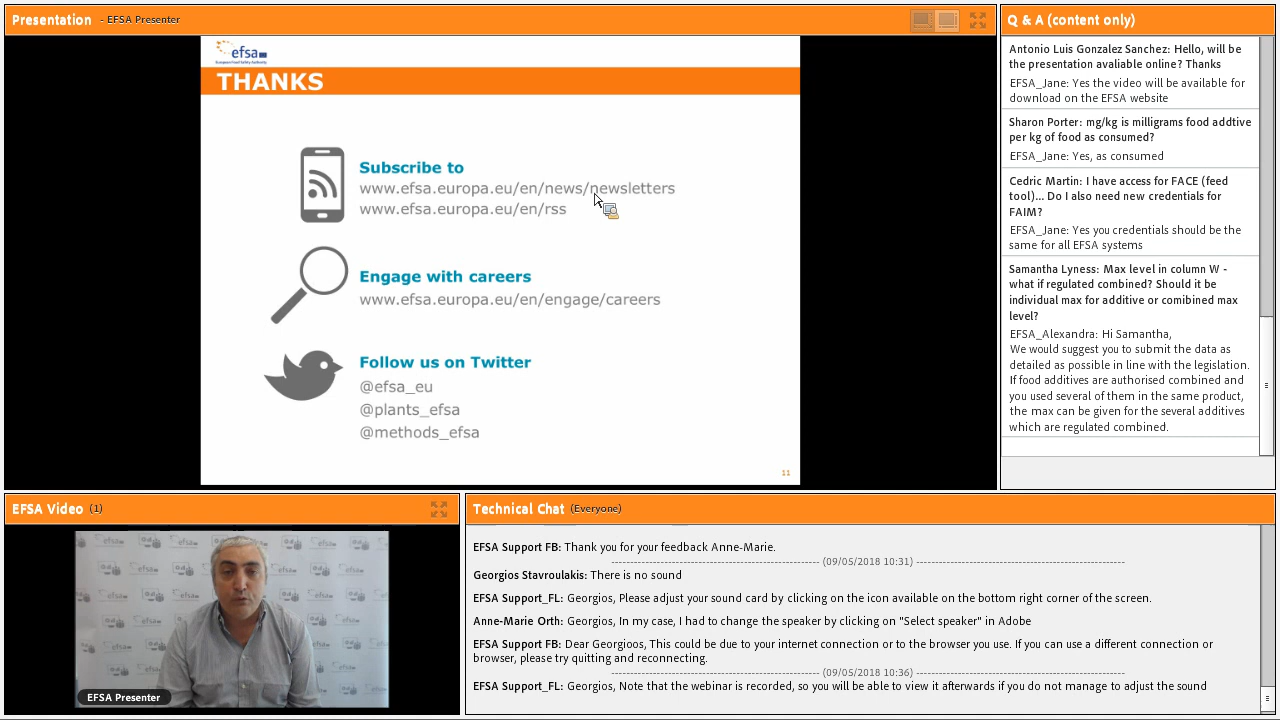 Presentation - EFSA Presenter
efsa
European Food Safety Authority
THANKS
Subscribe to
www.efsa.europa.eu/en/news/newsletters
www.efsa.europa.eu/en/rss
Engage with careers
www.efsa.europa.eu/en/engage/careers
Follow us on Twitter
@efsa_eu
@plants_efsa
@methods_efsa
11
Q & A (content only)
Antonio Luis Gonzalez Sanchez: Hello, will be
the presentation avaliable online? Thanks
EFSA_Jane: Yes the video will be available for
download on the EFSA website
Sharon Porter: mg/kg is milligrams food addtive
per kg of food as consumed?
EFSA_Jane: Yes, as consumed
Cedric Martin: I have access for FACE (feed
tool)... Do I also need new credentials for
FAIM?
EFSA_Jane: Yes you credentials should be the
same for all EFSA systems
Samantha Lyness: Max level in column W -
what if regulated combined? Should it be
individual max for additive or comibined max
level?
EFSA_Alexandra: Hi Samantha,
We would suggest you to submit the data as
detailed as possible in line with the legislation.
If food additives are authorised combined and
you used several of them in the same product,
the max can be given for the several additives
which are regulated combined.
EFSA Video (1)
EFSA Presenter
Technical Chat (Everyone)
EFSA Support FB: Thank you for your feedback Anne-Marie.
(09/05/2018 10:31)
Georgios Stavroulakis: There is no sound
EFSA Support_FL: Georgios, Please adjust your sound card by clicking on the icon available on the bottom right corner of the screen.
Anne-Marie Orth: Georgios, In my case, I had to change the speaker by clicking on "Select speaker" in Adobe
EFSA Support FB: Dear Georgioos, This could be due to your internet connection or to the browser you use. If you can use a different connection or
browser, please try quitting and reconnecting.
(09/05/2018 10:36)
EFSA Support_FL: Georgios, Note that the webinar is recorded, so you will be able to view it afterwards if you do not manage to adjust the sound